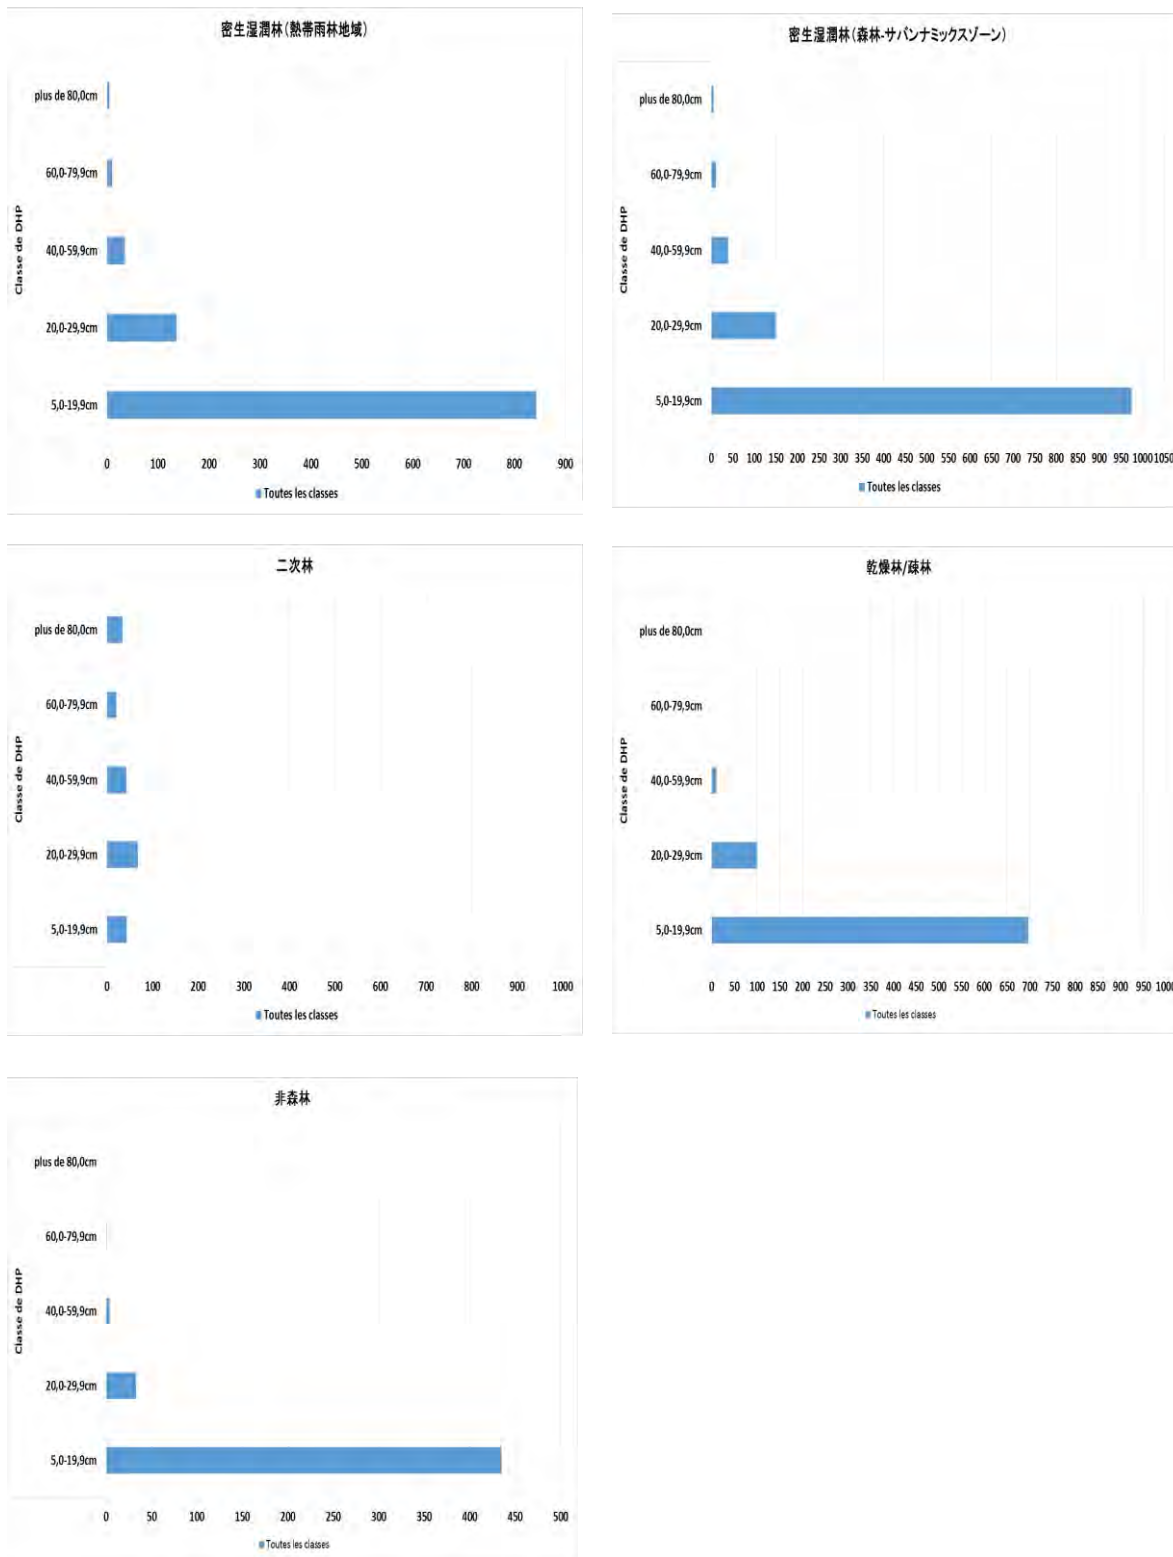 密生湿潤林(熱帯雨林地域)
plus de 80,0cm
60,0-79,9cm
40,0-59,9cm
20,0-29,9cm
5,0-19,9cm
Classe de DHP
0 100 200 300 400 500 600 700 800 900
Toutes les classes
密生湿潤林(森林-サバンナミックスゾーン)
plus de 80,0cm
60,0-79,9cm
40,0-59,9cm
20,0-29,9cm
5,0-19,9cm
Classe de DHP
0 50 100 150 200 250 300 350 400 450 500 550 600 650 700 750 800 850 900 950 1000 1050
Toutes les classes
二次林
plus de 80,0cm
60,0-79,9cm
40,0-59,9cm
20,0-29,9cm
5,0-19,9cm
Classe de DHP
0 100 200 300 400 500 600 700 800 900 1000
Toutes les classes
乾燥林/疎林
plus de 80,0cm
60,0-79,9cm
40,0-59,9cm
20,0-29,9cm
5,0-19,9cm
Classe de DHP
0 50 100 150 200 250 300 350 400 450 500 550 600 650 700 750 800 850 900 950 1000
Toutes les classes
非森林
plus de 80,0cm
60,0-79,9cm
40,0-59,9cm
20,0-29,9cm
5,0-19,9cm
Classe de DHP
0 50 100 150 200 250 300 350 400 450 500
Toutes les classes